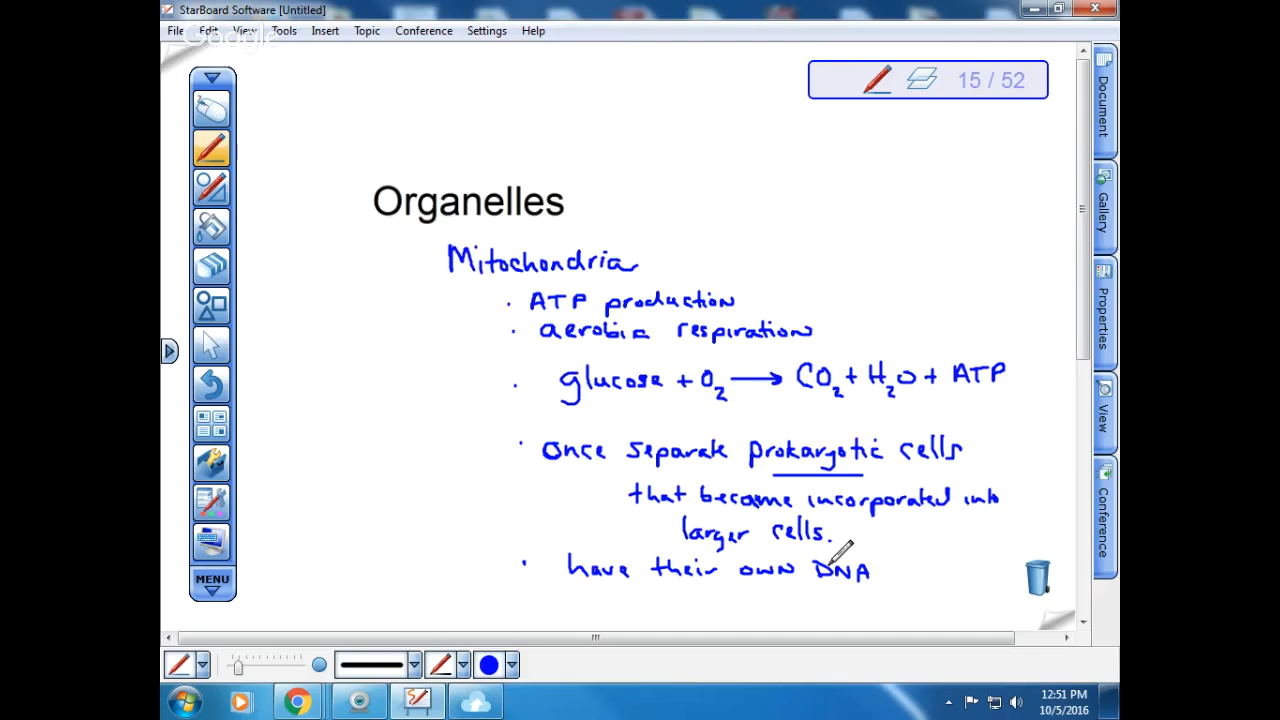 StarBoard Software [Untitled]
File Edit View Tools Insert Topic Conference Settings Help
Google
15 / 52
Organelles
Mitochondria
· ATP production
· aerobic respiration
· glucose + O2 → CO2 + H2O + ATP
· Once separate prokaryotic cells
that became incorporated into
larger cells.
· have their own DNA
MENU
Document
Gallery
Properties
View
Conference
12:51 PM
10/5/2016